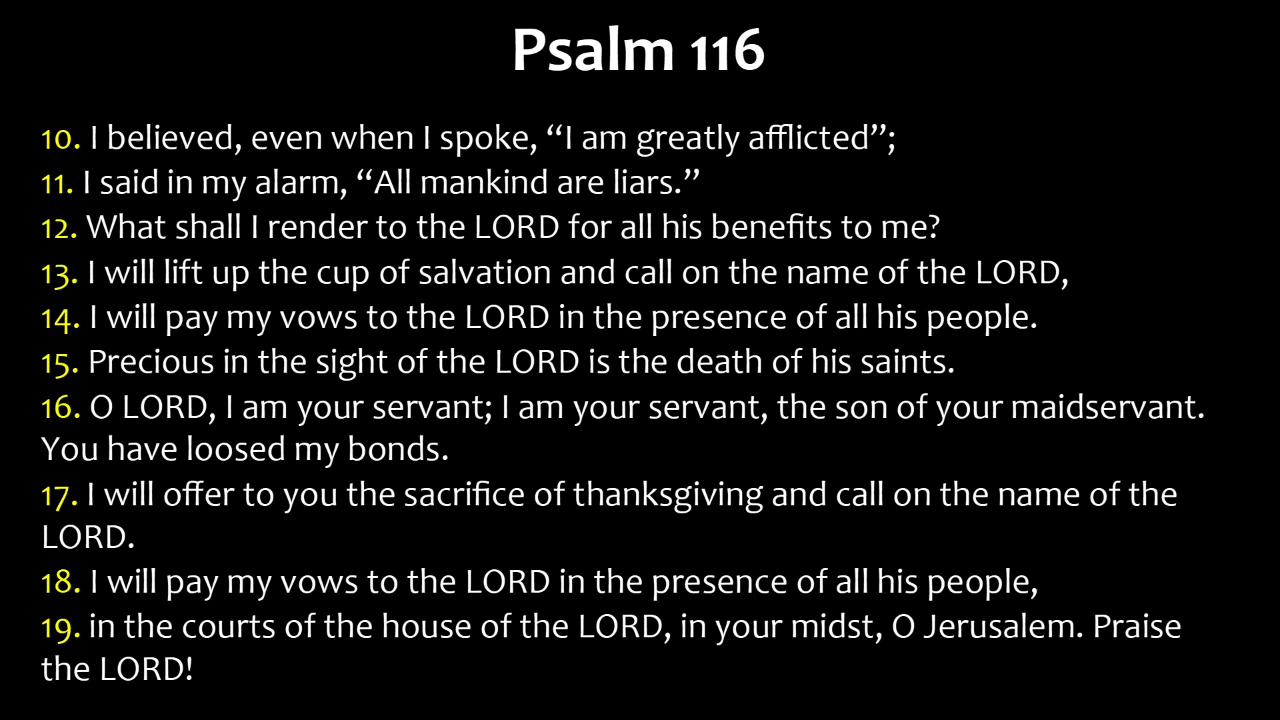 Psalm 116
10. I believed, even when I spoke, “I am greatly afflicted”;
11. I said in my alarm, “All mankind are liars.”
12. What shall I render to the LORD for all his benefits to me?
13. I will lift up the cup of salvation and call on the name of the LORD,
14. I will pay my vows to the LORD in the presence of all his people.
15. Precious in the sight of the LORD is the death of his saints.
16. O LORD, I am your servant; I am your servant, the son of your maidservant.
You have loosed my bonds.
17. I will offer to you the sacrifice of thanksgiving and call on the name of the
LORD.
18. I will pay my vows to the LORD in the presence of all his people,
19. in the courts of the house of the LORD, in your midst, O Jerusalem. Praise
the LORD!